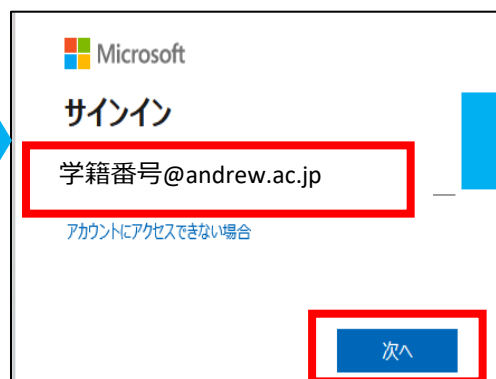 Microsoft
サインイン
学籍番号@andrew.ac.jp
アカウントにアクセスできない場合
次へ